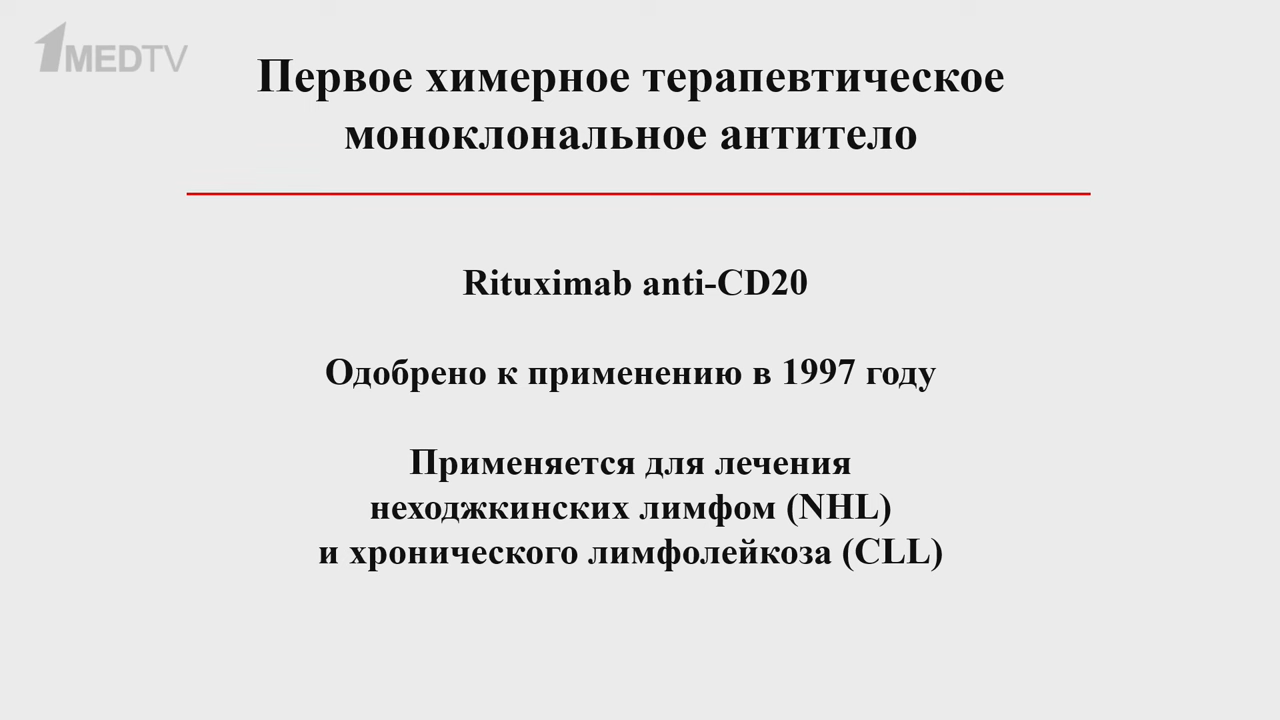 1MEDTV
Первое химерное терапевтическое
моноклональное антитело
Rituximab anti-CD20
Одобрено к применению в 1997 году
Применяется для лечения
неходжкинских лимфом (NHL)
и хронического лимфолейкоза (CLL)